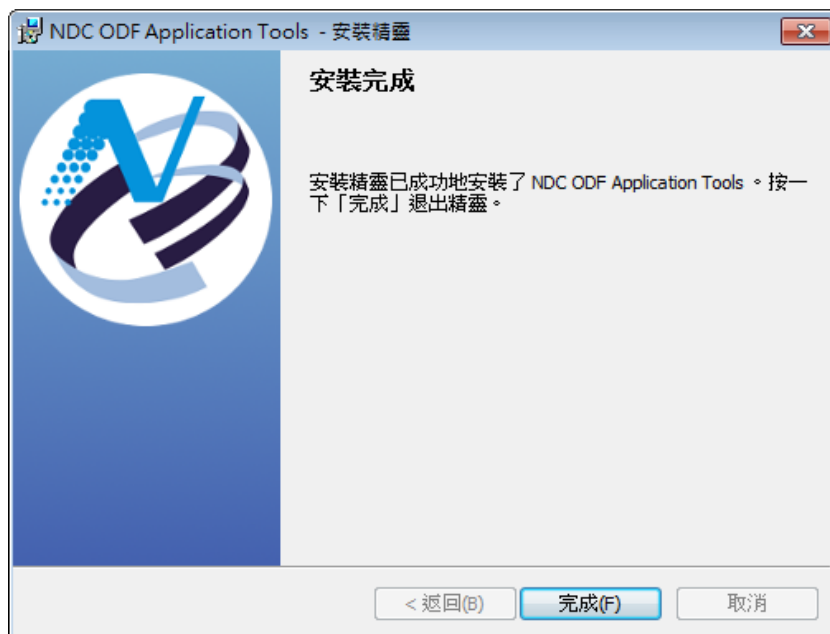 NDC ODF Application Tools - 安裝精靈
安裝完成
安裝精靈已成功地安裝了 NDC ODF Application Tools 。按一
下「完成」退出精靈。
< 返回(B)
完成(F)
取消